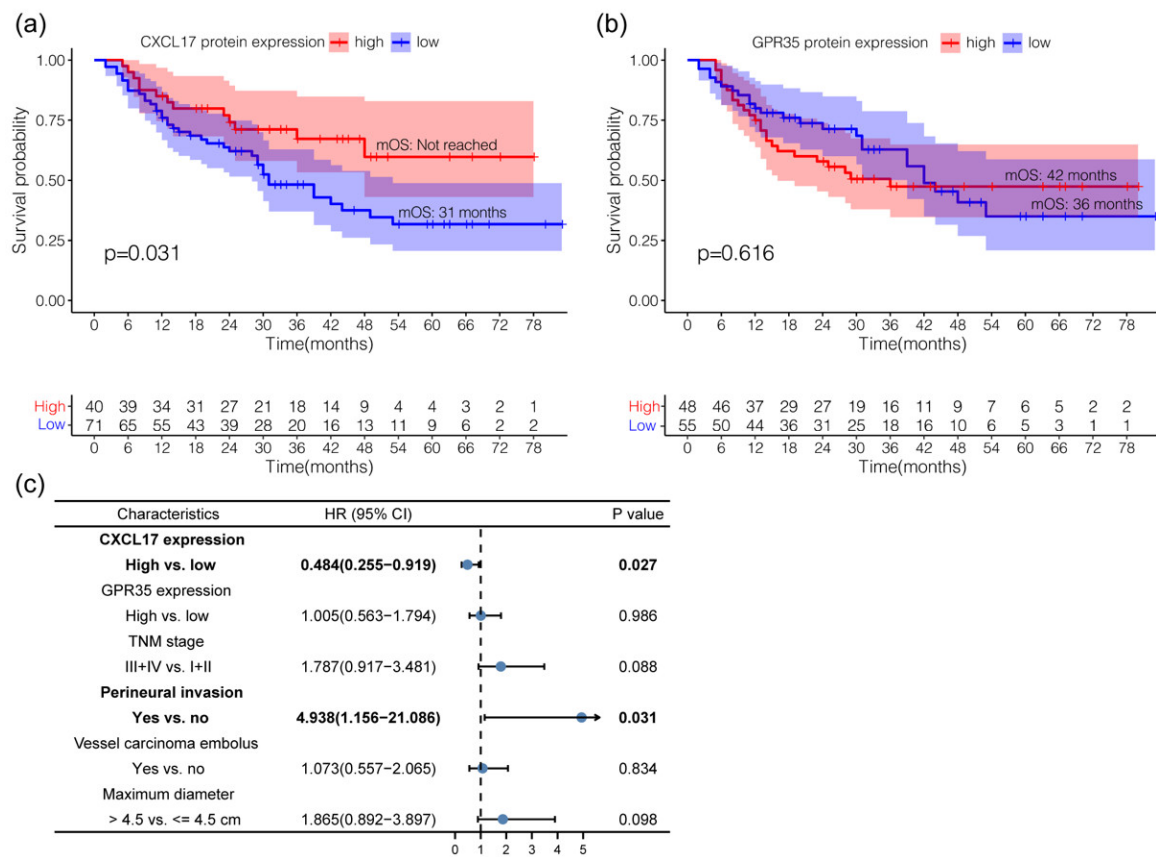 (a)
CXCL17 protein expression high low
1.00
0.75
0.50
0.25
0.00
Survival probability
mOS: Not reached
mOS: 31 months
p=0.031
0 6 12 18 24 30 36 42 48 54 60 66 72 78
Time(months)
High 40 39 34 31 27 21 18 14 9 4 4 3 2 1
Low 71 65 55 43 39 28 20 16 13 11 9 6 2 2
0 6 12 18 24 30 36 42 48 54 60 66 72 78
Time(months)
(b)
GPR35 protein expression high low
1.00
0.75
0.50
0.25
0.00
Survival probability
mOS: 42 months
mOS: 36 months
p=0.616
0 6 12 18 24 30 36 42 48 54 60 66 72 78
Time(months)
High 48 46 37 29 27 19 16 11 9 7 6 5 2 2
Low 55 50 44 36 31 25 18 16 10 6 5 3 1 1
0 6 12 18 24 30 36 42 48 54 60 66 72 78
Time(months)
(c)
Characteristics HR (95% CI) P value
CXCL17 expression
High vs. low 0.484(0.255−0.919) 0.027
GPR35 expression
High vs. low 1.005(0.563−1.794) 0.986
TNM stage
III+IV vs. I+II 1.787(0.917−3.481) 0.088
Perineural invasion
Yes vs. no 4.938(1.156−21.086) 0.031
Vessel carcinoma embolus
Yes vs. no 1.073(0.557−2.065) 0.834
Maximum diameter
> 4.5 vs. <= 4.5 cm 1.865(0.892−3.897) 0.098
0 1 2 3 4 5